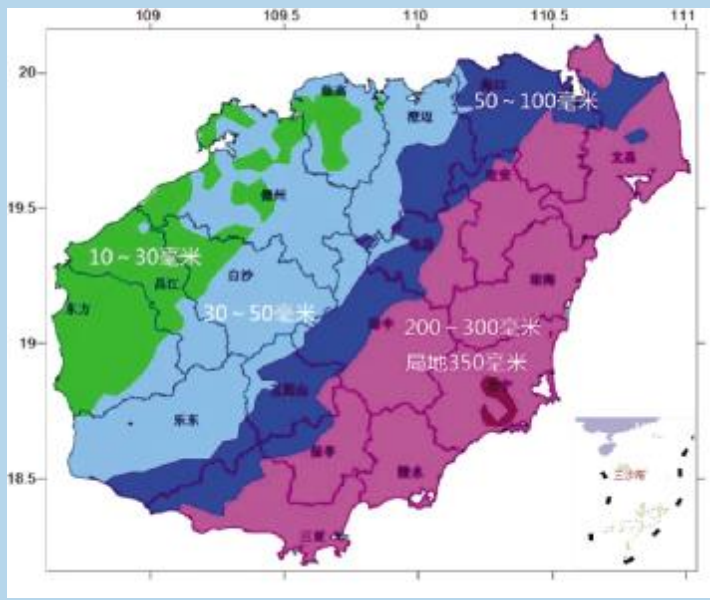 109 109.5 110 110.5 111
20
19.5
19
18.5
临高
澄迈
海口
50～100毫米
文昌
定安
儋州
屯昌
10～30毫米
昌江
白沙
琼海
东方
30～50毫米
琼中
200～300毫米
局地350毫米
万宁
五指山
乐东
保亭
陵水
三亚
三沙市